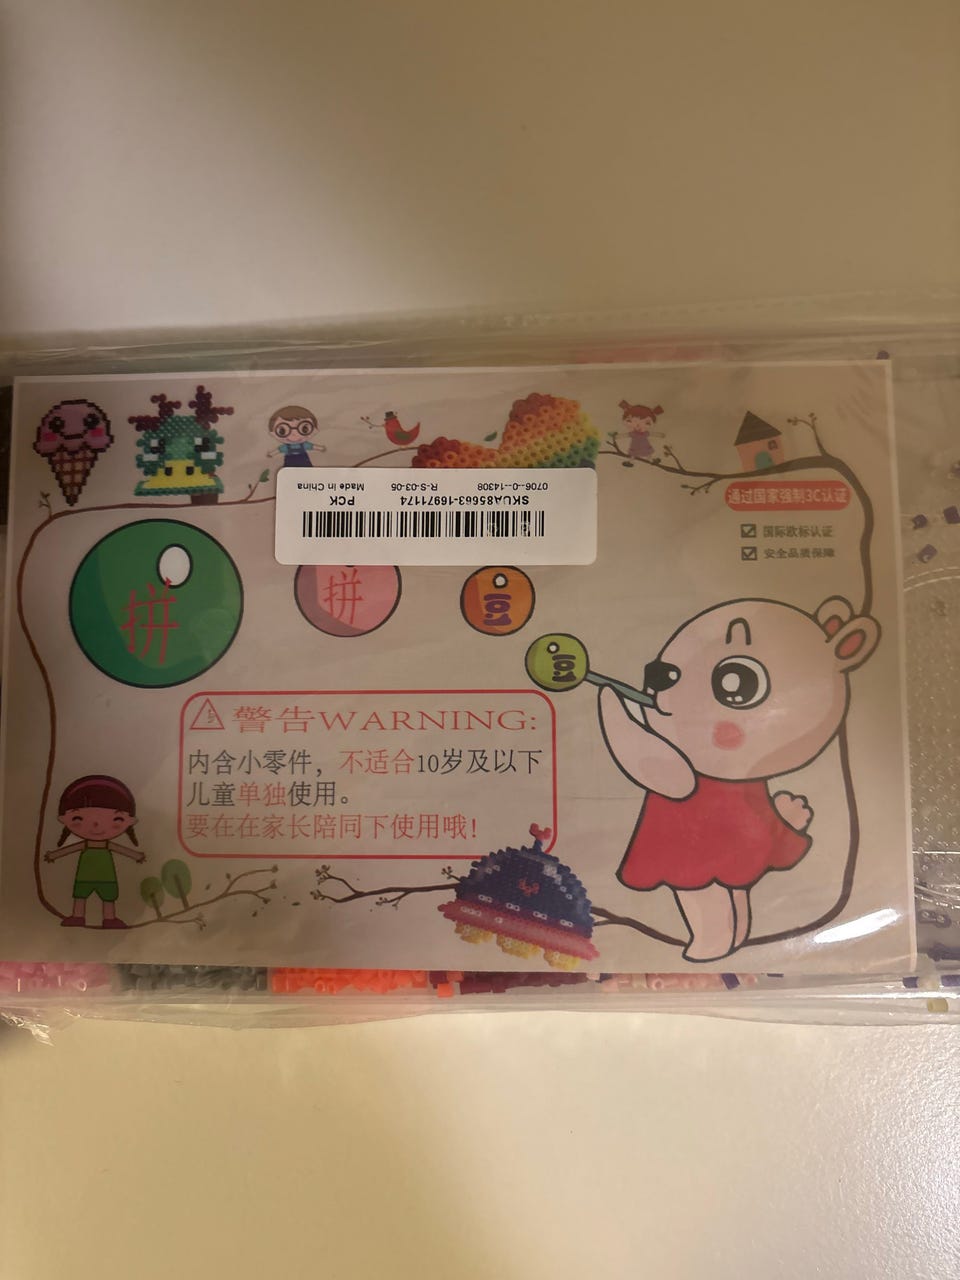 SKUA85663-16971174 PCK
0706--0--14308 R-S-03-05 Made in China
通过国家强制3C认证
国际欧标认证
安全品质保障
拼
拼
警告WARNING:
内含小零件，不适合10岁及以下
儿童单独使用。
要在在家长陪同下使用哦!